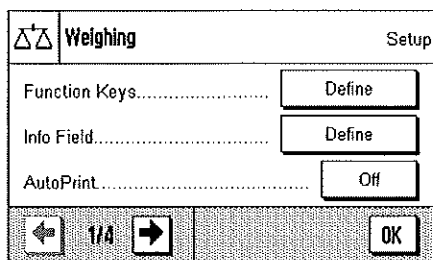 Weighing Setup
Function Keys........................ Define
Info Field............................... Define
AutoPrint....................................... Off
1/4 OK